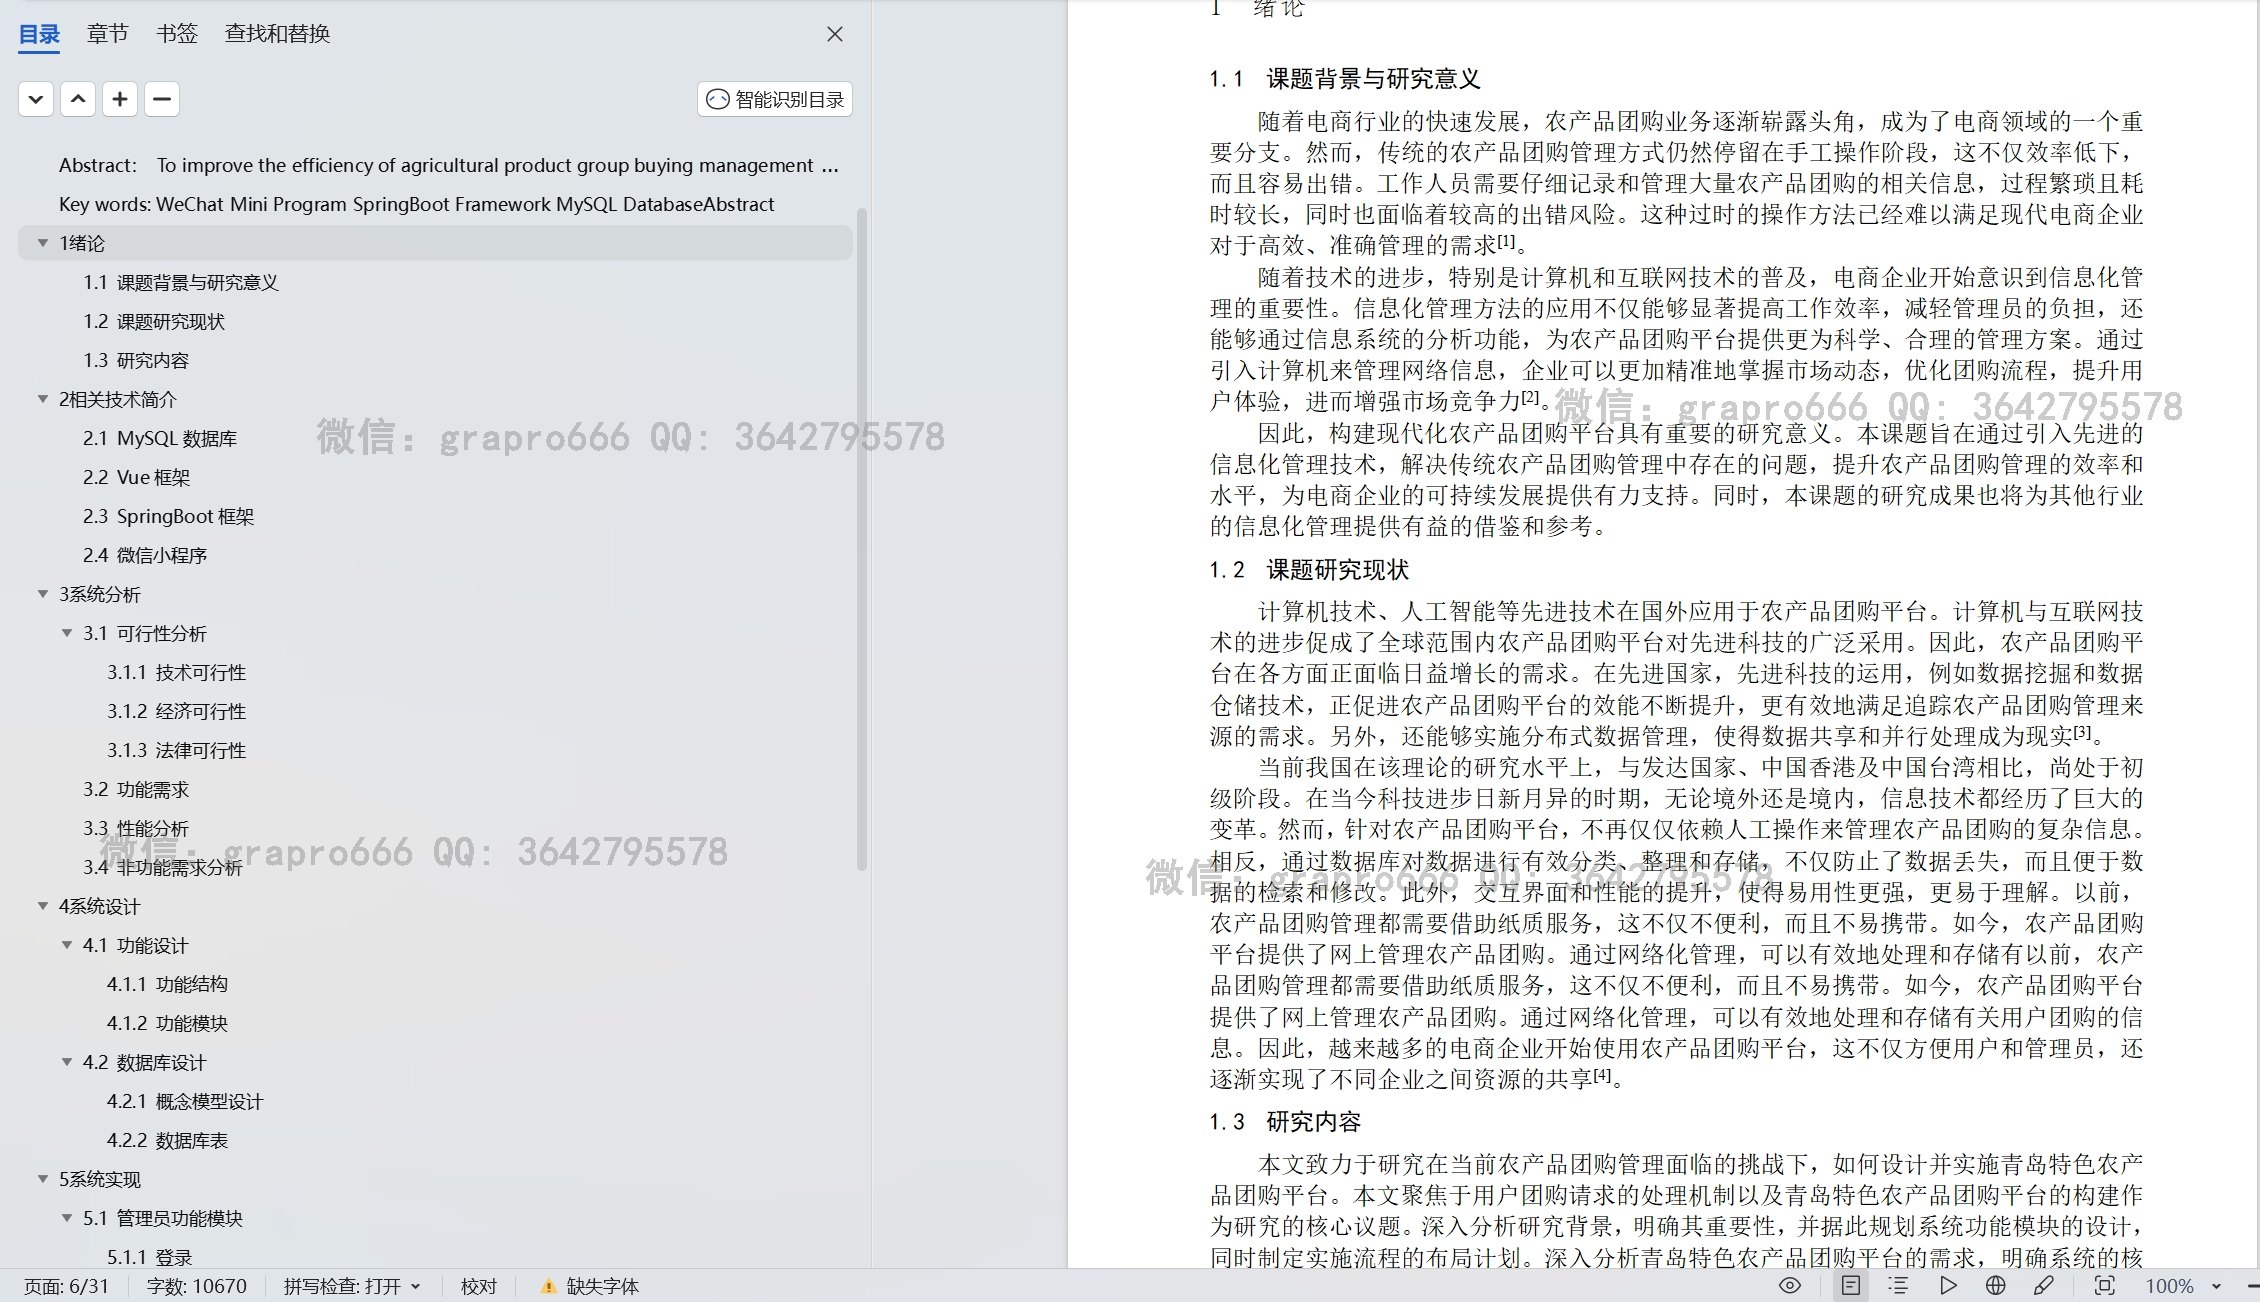 目录 章节 书签 查找和替换
智能识别目录
Abstract: To improve the efficiency of agricultural product group buying management ...
Key words: WeChat Mini Program SpringBoot Framework MySQL DatabaseAbstract
1绪论
1.1 课题背景与研究意义
1.2 课题研究现状
1.3 研究内容
2相关技术简介
2.1 MySQL 数据库
2.2 Vue 框架
2.3 SpringBoot 框架
2.4 微信小程序
3系统分析
3.1 可行性分析
3.1.1 技术可行性
3.1.2 经济可行性
3.1.3 法律可行性
3.2 功能需求
3.3 性能分析
3.4 非功能需求分析
4系统设计
4.1 功能设计
4.1.1 功能结构
4.1.2 功能模块
4.2 数据库设计
4.2.1 概念模型设计
4.2.2 数据库表
5系统实现
5.1 管理员功能模块
5.1.1 登录
微信: grapro666 QQ: 3642795578
微信: grapro666 QQ: 3642795578
1 绪论
1.1 课题背景与研究意义
随着电商行业的快速发展，农产品团购业务逐渐崭露头角，成为了电商领域的一个重
要分支。然而，传统的农产品团购管理方式仍然停留在手工操作阶段，这不仅效率低下，
而且容易出错。工作人员需要仔细记录和管理大量农产品团购的相关信息，过程繁琐且耗
时较长，同时也面临着较高的出错风险。这种过时的操作方法已经难以满足现代电商企业
对于高效、准确管理的需求[1]。
随着技术的进步，特别是计算机和互联网技术的普及，电商企业开始意识到信息化管
理的重要性。信息化管理方法的应用不仅能够显著提高工作效率，减轻管理员的负担，还
能够通过信息系统的分析功能，为农产品团购平台提供更为科学、合理的管理方案。通过
引入计算机来管理网络信息，企业可以更加精准地掌握市场动态，优化团购流程，提升用
户体验，进而增强市场竞争力[2]。
微信: grapro666 QQ: 3642795578
因此，构建现代化农产品团购平台具有重要的研究意义。本课题旨在通过引入先进的
信息化管理技术，解决传统农产品团购管理中存在的问题，提升农产品团购管理的效率和
水平，为电商企业的可持续发展提供有力支持。同时，本课题的研究成果也将为其他行业
的信息化管理提供有益的借鉴和参考。
1.2 课题研究现状
计算机技术、人工智能等先进技术在国外应用于农产品团购平台。计算机与互联网技
术的进步促成了全球范围内农产品团购平台对先进科技的广泛采用。因此，农产品团购平
台在各方面正面临日益增长的需求。在先进国家，先进科技的运用，例如数据挖掘和数据
仓储技术，正促进农产品团购平台的效能不断提升，更有效地满足追踪农产品团购管理来
源的需求。另外，还能够实施分布式数据管理，使得数据共享和并行处理成为现实[3]。
当前我国在该理论的研究水平上，与发达国家、中国香港及中国台湾相比，尚处于初
级阶段。在当今科技进步日新月异的时期，无论境外还是境内，信息技术都经历了巨大的
变革。然而，针对农产品团购平台，不再仅仅依赖人工操作来管理农产品团购的复杂信息。
相反，通过数据库对数据进行有效分类、整理和存储，不仅防止了数据丢失，而且便于数
微信: grapro666 QQ: 3642795578
据的检索和修改。此外，交互界面和性能的提升，使得易用性更强，更易于理解。以前，
农产品团购管理都需要借助纸质服务，这不仅不便利，而且不易携带。如今，农产品团购
平台提供了网上管理农产品团购。通过网络化管理，可以有效地处理和存储有以前，农产
品团购管理都需要借助纸质服务，这不仅不便利，而且不易携带。如今，农产品团购平台
提供了网上管理农产品团购。通过网络化管理，可以有效地处理和存储有关用户团购的信
息。因此，越来越多的电商企业开始使用农产品团购平台，这不仅方便用户和管理员，还
逐渐实现了不同企业之间资源的共享[4]。
1.3 研究内容
本文致力于研究在当前农产品团购管理面临的挑战下，如何设计并实施青岛特色农产
品团购平台。本文聚焦于用户团购请求的处理机制以及青岛特色农产品团购平台的构建作
为研究的核心议题。深入分析研究背景，明确其重要性，并据此规划系统功能模块的设计，
同时制定实施流程的布局计划。深入分析青岛特色农产品团购平台的需求，明确系统的核
页面: 6/31 字数: 10670 拼写检查: 打开 校对 缺失字体 100%